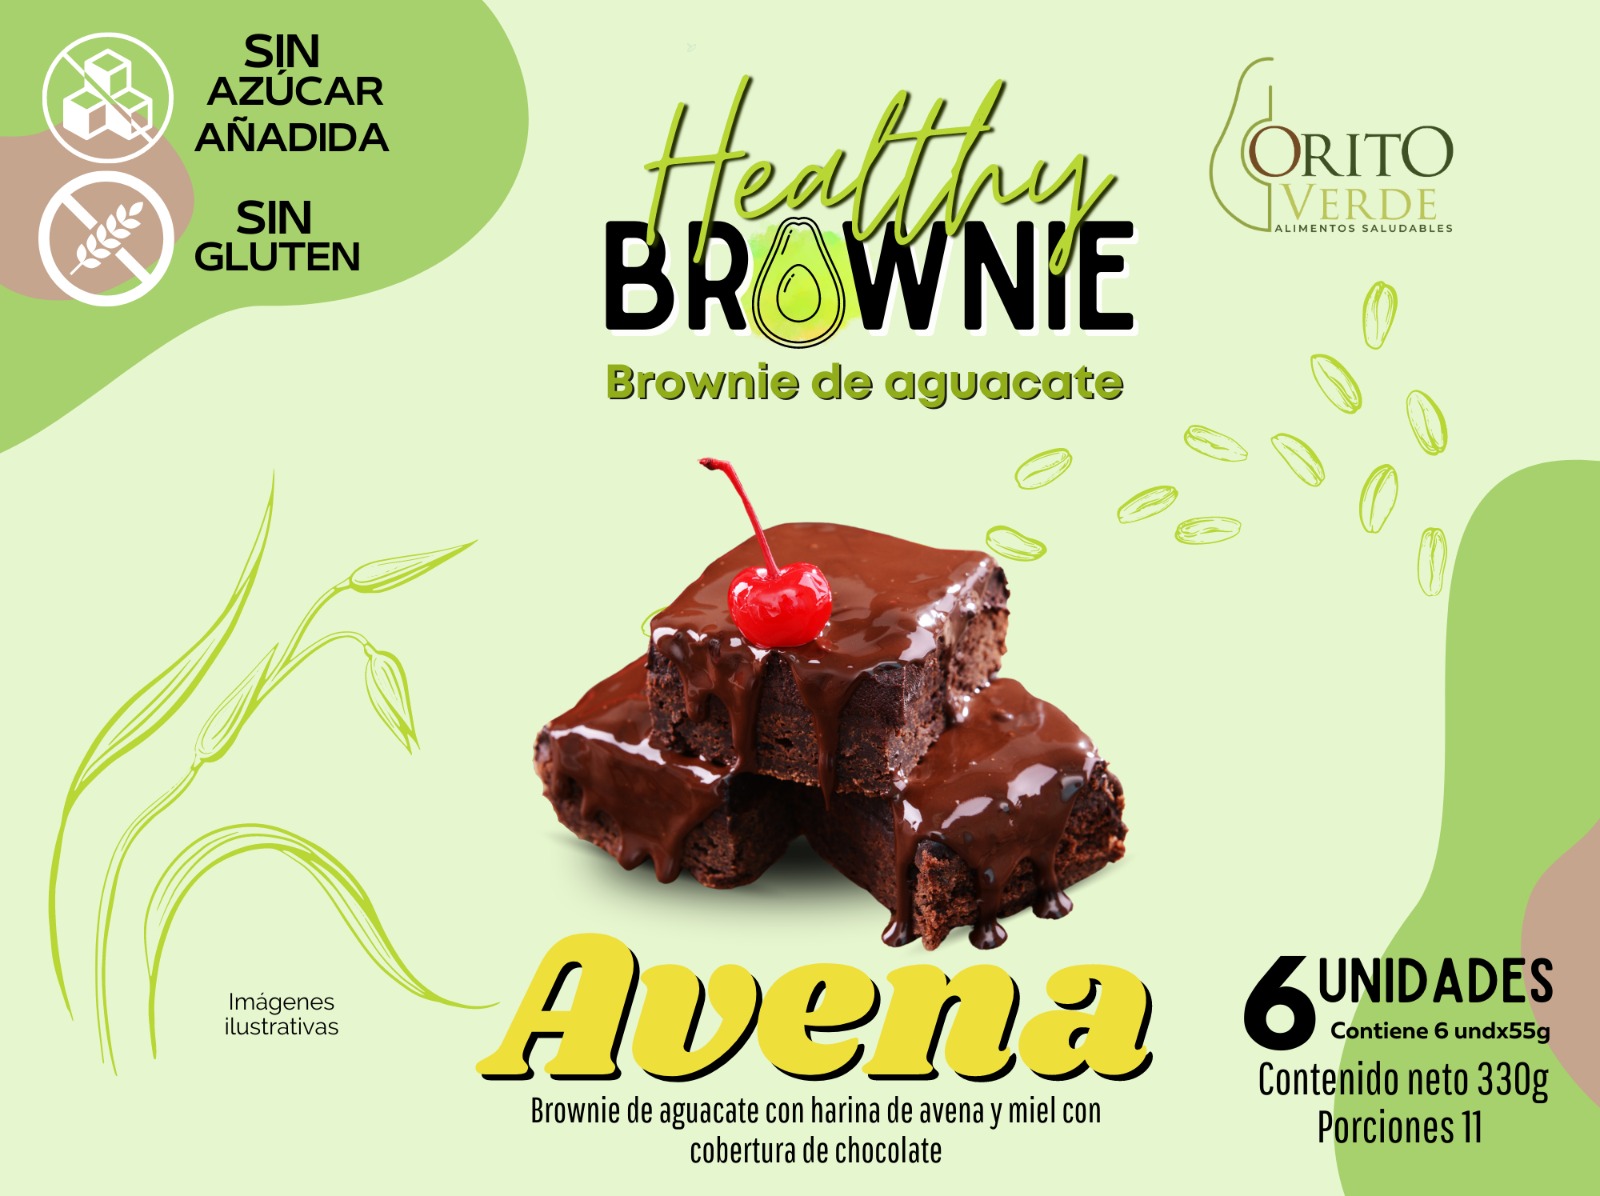 SIN
AZÚCAR
AÑADIDA
SIN
GLUTEN
Healthy
BROWNIE
Brownie de aguacate
ORITO
VERDE
ALIMENTOS SALUDABLES
Imágenes
ilustrativas
Avena
Brownie de aguacate con harina de avena y miel con
cobertura de chocolate
6 UNIDADES
Contiene 6 undx55g
Contenido neto 330g
Porciones 11